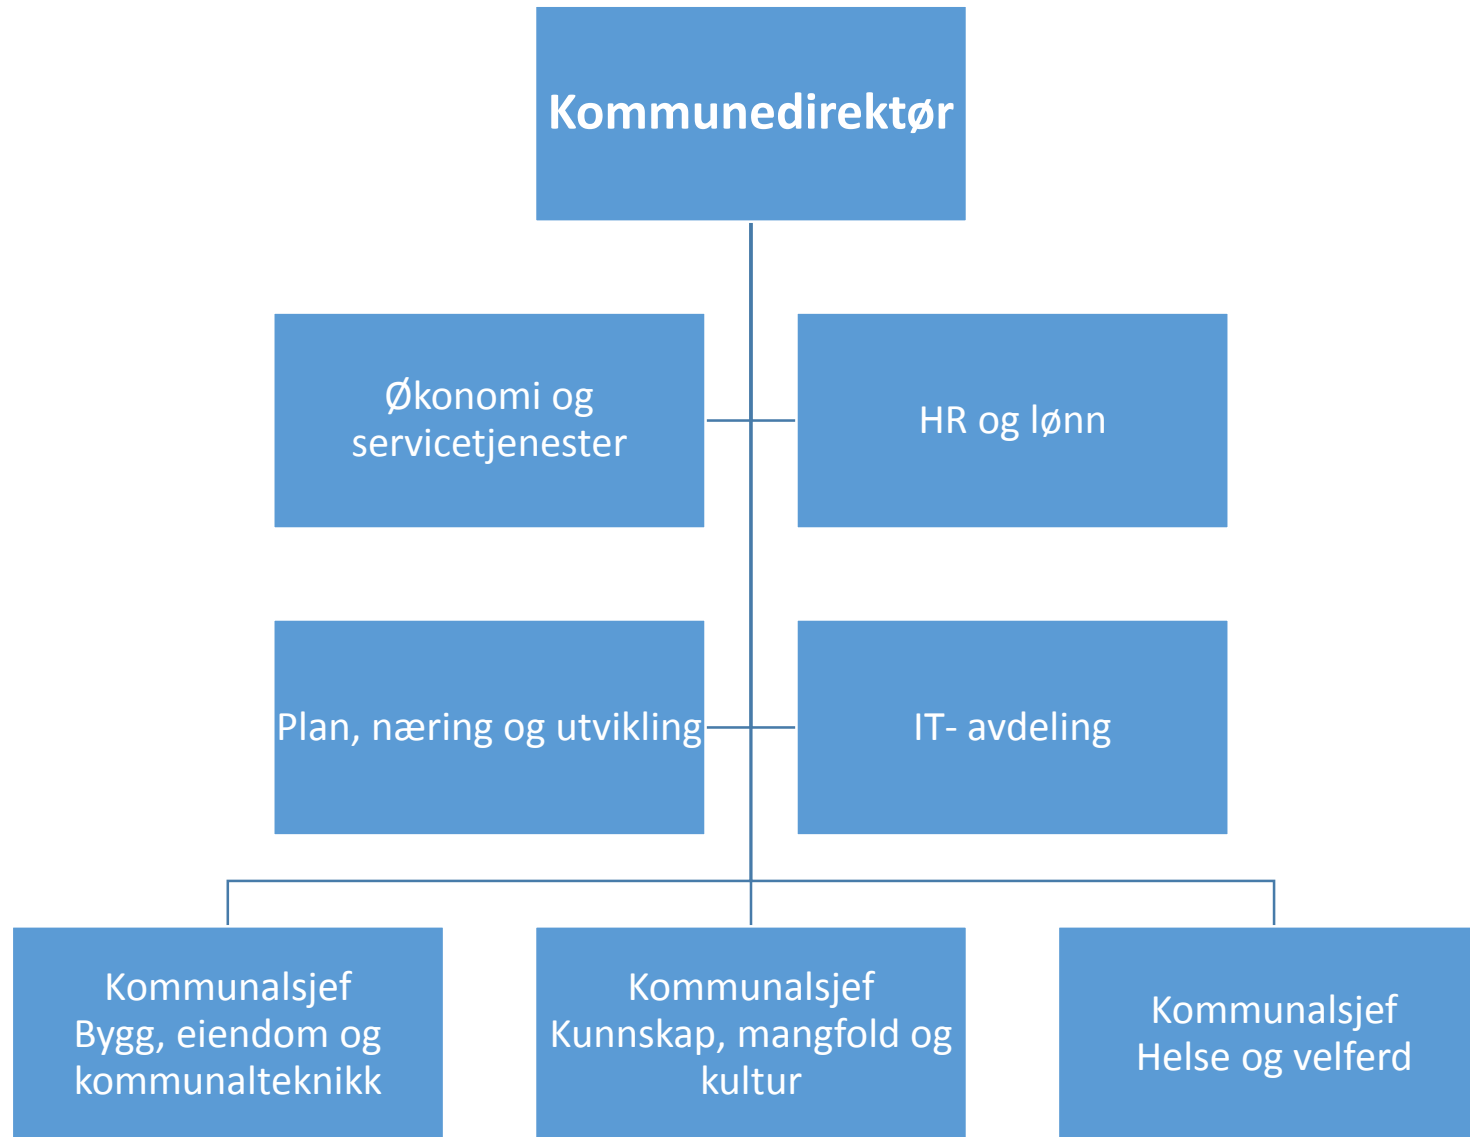 Kommunedirektør
Økonomi og
servicetjenester
HR og lønn
Plan, næring og utvikling
IT- avdeling
Kommunalsjef
Bygg, eiendom og
kommunalteknikk
Kommunalsjef
Kunnskap, mangfold og
kultur
Kommunalsjef
Helse og velferd